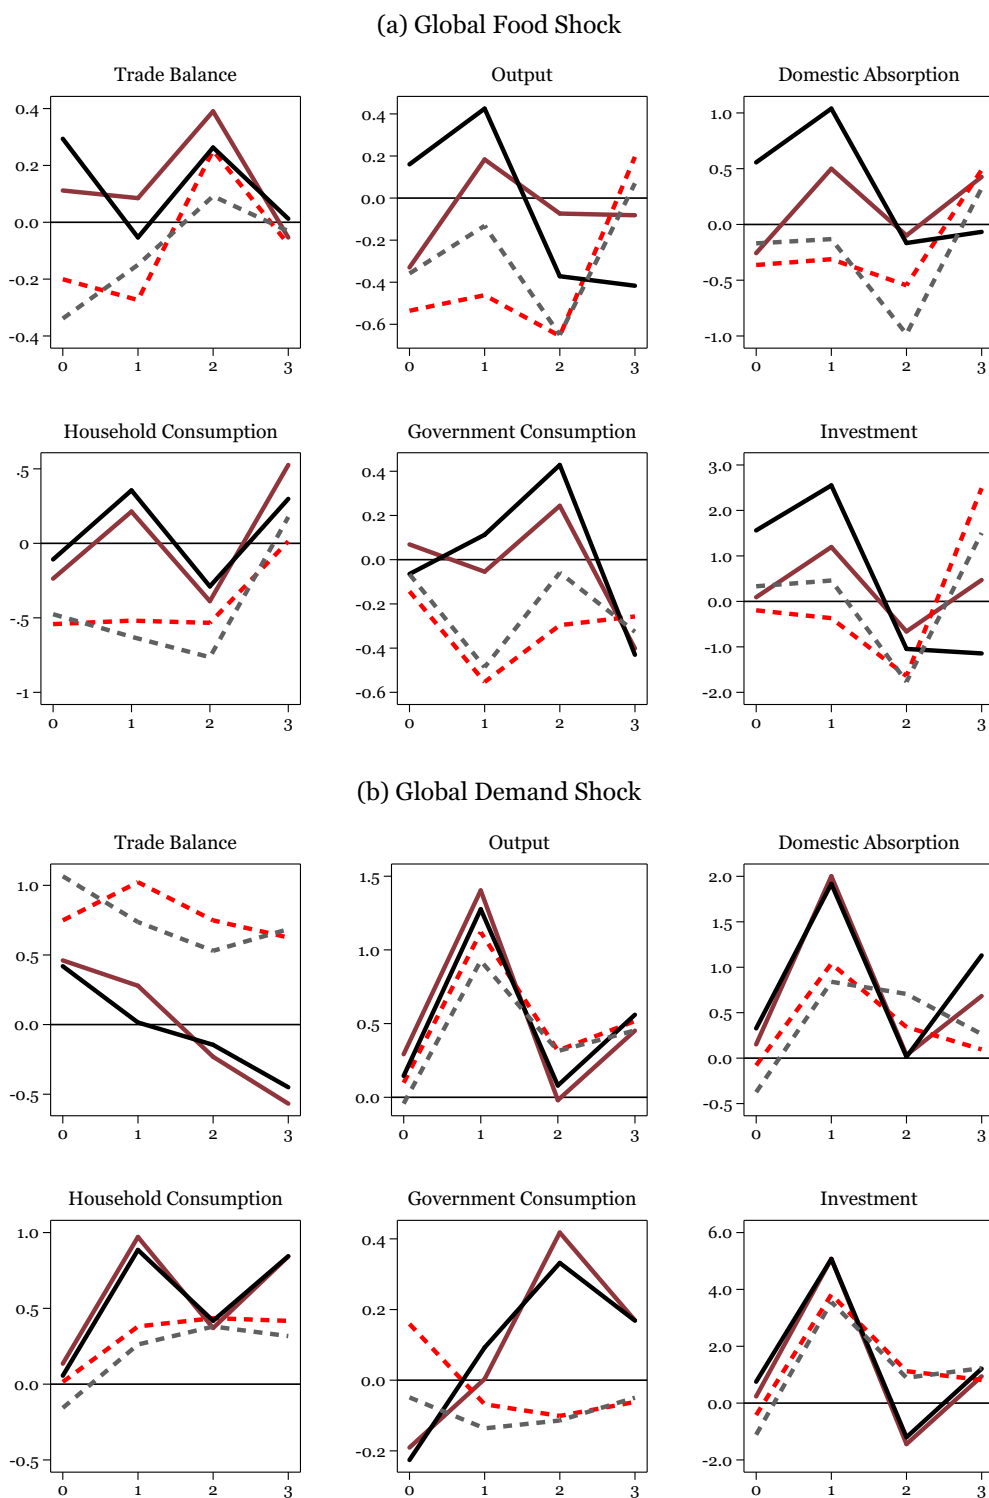 (a) Global Food Shock
Trade Balance
0.4
0.2
0.0
-0.2
-0.4
0 1 2 3
Output
0.4
0.2
0.0
-0.2
-0.4
-0.6
0 1 2 3
Domestic Absorption
1.0
0.5
0.0
-0.5
-1.0
0 1 2 3
Household Consumption
.5
0
-.5
-1
0 1 2 3
Government Consumption
0.4
0.2
0.0
-0.2
-0.4
-0.6
0 1 2 3
Investment
3.0
2.0
1.0
0.0
-1.0
-2.0
0 1 2 3
(b) Global Demand Shock
Trade Balance
1.0
0.5
0.0
-0.5
0 1 2 3
Output
1.5
1.0
0.5
0.0
0 1 2 3
Domestic Absorption
2.0
1.5
1.0
0.5
0.0
-0.5
0 1 2 3
Household Consumption
1.0
0.5
0.0
-0.5
0 1 2 3
Government Consumption
0.4
0.2
0.0
-0.2
0 1 2 3
Investment
6.0
4.0
2.0
0.0
-2.0
0 1 2 3